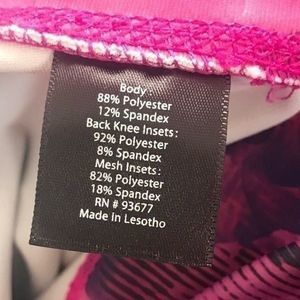 Body:
88% Polyester
12% Spandex
Back Knee Insets:
92% Polyester
8% Spandex
Mesh Insets:
82% Polyester
18% Spandex
RN # 93677
Made In Lesotho